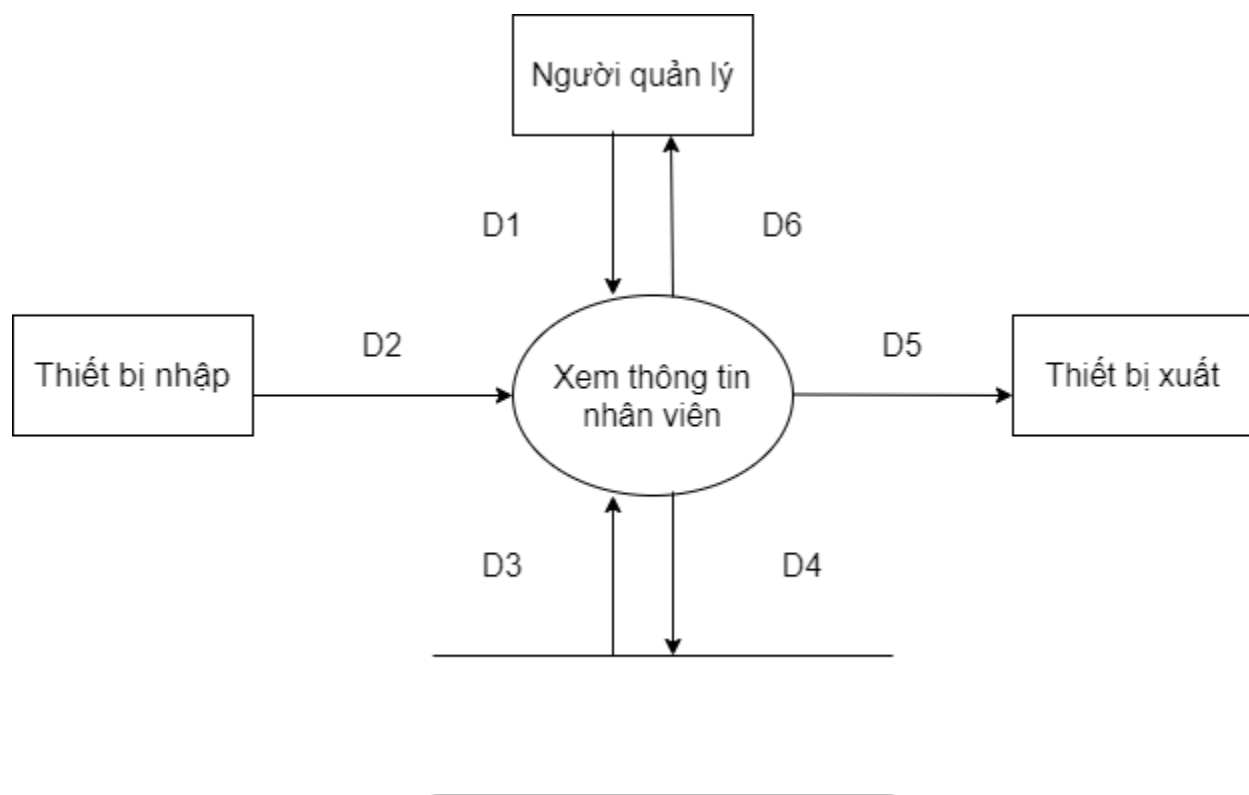 Người quản lý
D1
D6
D2
D5
Thiết bị nhập
Xem thông tin
nhân viên
Thiết bị xuất
D3
D4